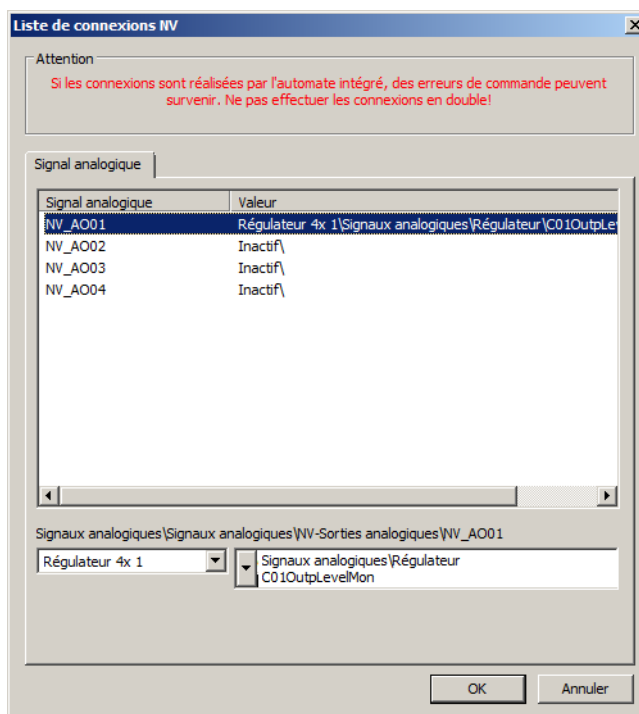 Liste de connexions NV
Attention
Si les connexions sont réalisées par l'automate intégré, des erreurs de commande peuvent
survenir. Ne pas effectuer les connexions en double!
Signal analogique
Signal analogique Valeur
NV_AO01 Régulateur 4x 1\Signaux analogiques\Régulateur\C01OutpLe
NV_AO02 Inactif\
NV_AO03 Inactif\
NV_AO04 Inactif\
Signaux analogiques\Signaux analogiques\NV-Sorties analogiques\NV_AO01
Régulateur 4x 1 Signaux analogiques\Régulateur
C01OutpLevelMon
OK Annuler